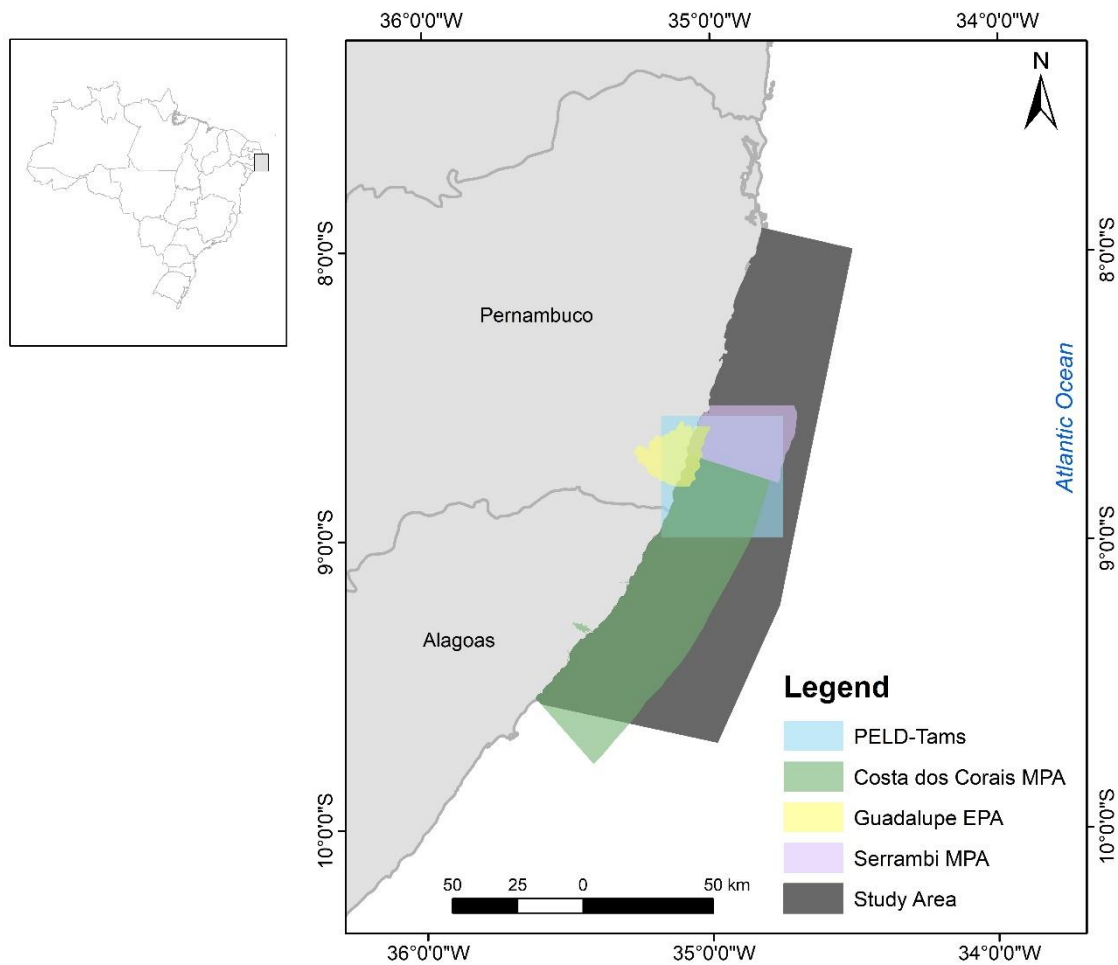 36°0'0"W 35°0'0"W 34°0'0"W
N
8°0'0"S
8°0'0"S
Pernambuco
Atlantic Ocean
9°0'0"S
9°0'0"S
Alagoas
Legend
PELD-Tams
Costa dos Corais MPA
Guadalupe EPA
Serrambi MPA
Study Area
10°0'0"S
10°0'0"S
50 25 0 50 km
36°0'0"W 35°0'0"W 34°0'0"W